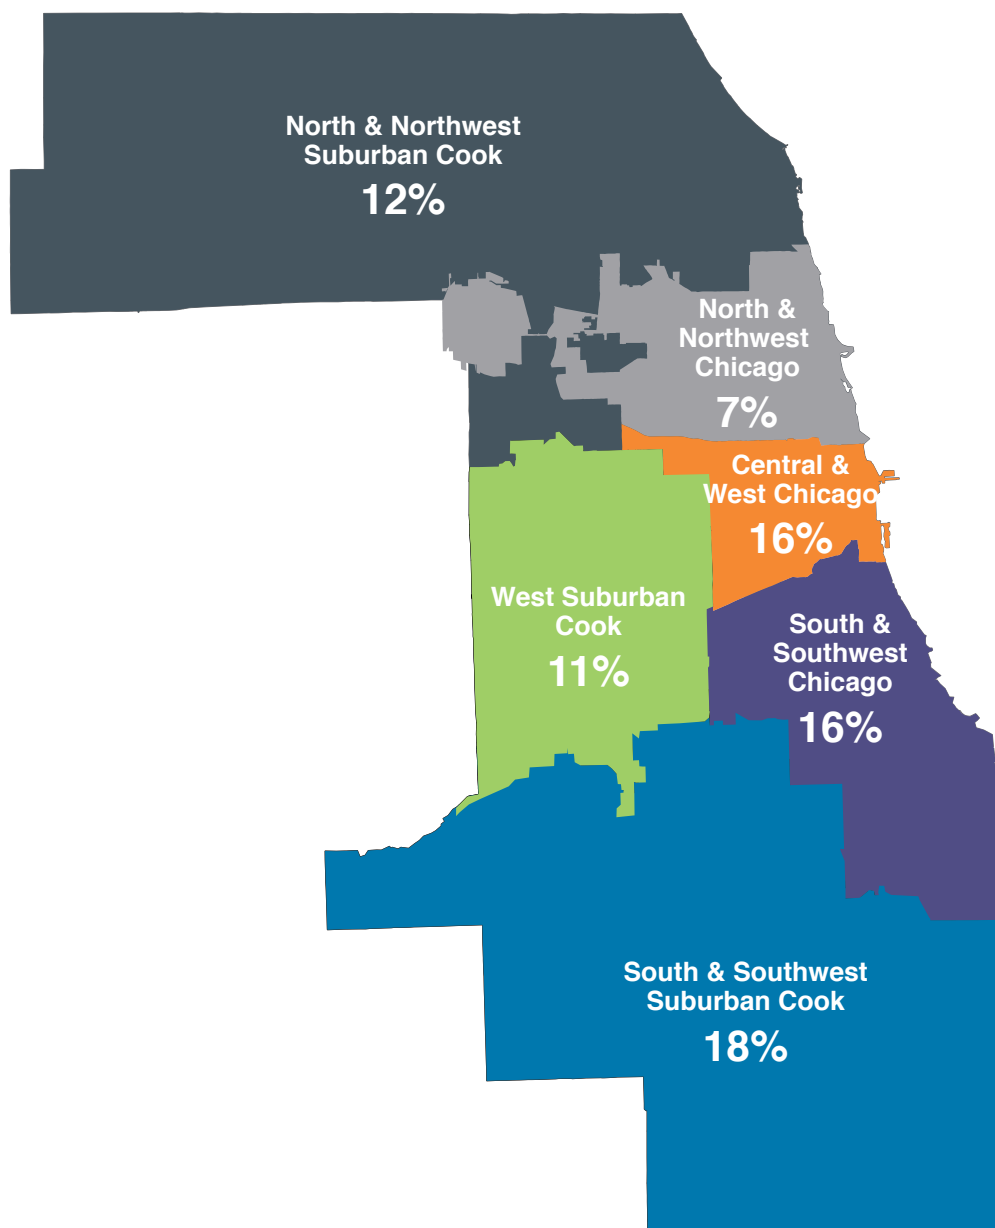 North & Northwest
Suburban Cook
12%
North &
Northwest
Chicago
7%
Central &
West Chicago
16%
West Suburban
Cook
11%
South &
Southwest
Chicago
16%
South & Southwest
Suburban Cook
18%